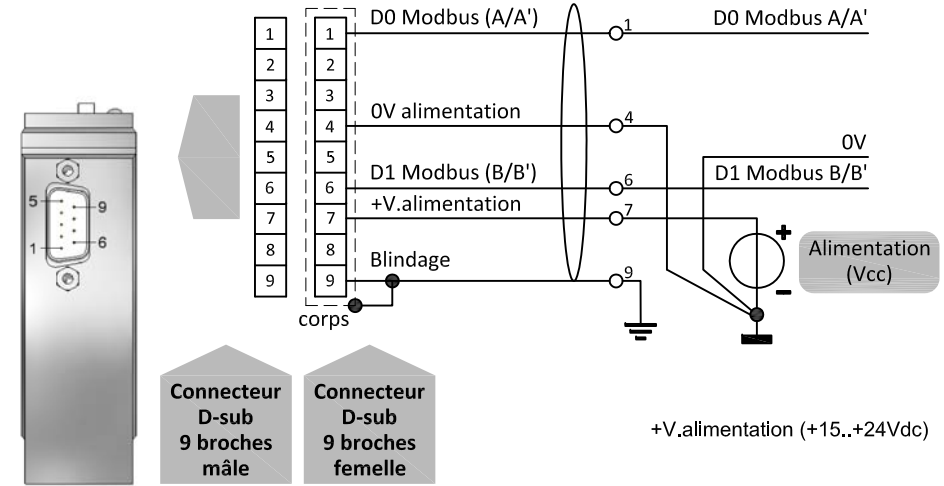 D0 Modbus (A/A')
1
D0 Modbus A/A'
1
1
2
2
3
3
0V alimentation
4
4
4
0V
5
5
D1 Modbus (B/B')
6
D1 Modbus B/B'
6
6
+V.alimentation
7
7
7
+
Alimentation
(Vcc)
−
8
8
Blindage
9
9
9
corps
5
9
1
6
Connecteur
D-sub
9 broches
mâle
Connecteur
D-sub
9 broches
femelle
+V.alimentation (+15..+24Vdc)